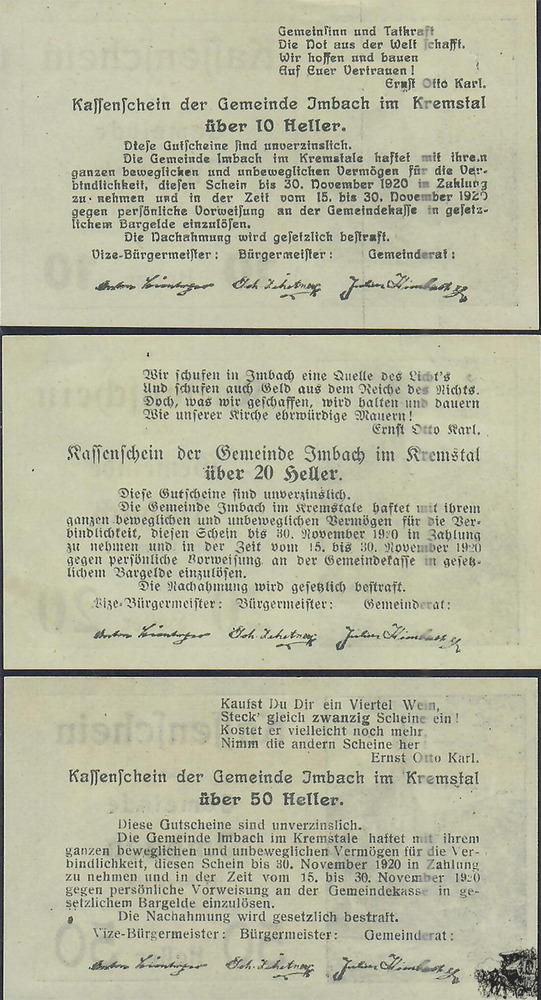 Gemeinsinn und Tatkraft
Die Not aus der Welt schafft.
Wir hoffen und bauen
Auf Euer Vertrauen!
Ernst Otto Karl.
Kassenschein der Gemeinde Imbach im Kremstal
über 10 Heller.
Diese Gutscheine sind unverzinslich.
Die Gemeinde Imbach im Kremstale haftet mit ihrem
ganzen beweglichen und unbeweglichen Vermögen für die Ver-
bindlichkeit, diesen Schein bis 30. November 1920 in Zahlung
zu nehmen und in der Zeit vom 15. bis 30. November 1920
gegen persönliche Vorweisung an der Gemeindekasse in gesetz-
lichem Bargelde einzulösen.
Die Nachahmung wird gesetzlich bestraft.
Vize-Bürgermeister: Bürgermeister: Gemeinderat:
Wir schufen in Imbach eine Quelle des Licht's
Und schufen auch Geld aus dem Reiche des Nichts.
Doch, was wir geschaffen, wird halten und dauern
Wie unserer Kirche ehrwürdige Mauern!
Ernst Otto Karl.
Kassenschein der Gemeinde Imbach im Kremstal
über 20 Heller.
Diese Gutscheine sind unverzinslich.
Die Gemeinde Imbach im Kremstale haftet mit ihrem
ganzen beweglichen und unbeweglichen Vermögen für die Ver-
bindlichkeit, diesen Schein bis 30. November 1920 in Zahlung
zu nehmen und in der Zeit vom 15. bis 30. November 1920
gegen persönliche Vorweisung an der Gemeindekasse in gesetz-
lichem Bargelde einzulösen.
Die Nachahmung wird gesetzlich bestraft.
Vize-Bürgermeister: Bürgermeister: Gemeinderat:
Kaufst Du Dir ein Viertel Wein,
Steck' gleich zwanzig Scheine ein!
Kostet er vielleicht noch mehr
Nimm die andern Scheine her
Ernst Otto Karl.
Kassenschein der Gemeinde Imbach im Kremstal
über 50 Heller.
Diese Gutscheine sind unverzinslich.
Die Gemeinde Imbach im Kremstale haftet mit ihrem
ganzen beweglichen und unbeweglichen Vermögen für die Ver-
bindlichkeit, diesen Schein bis 30. November 1920 in Zahlung
zu nehmen und in der Zeit vom 15. bis 30. November 1920
gegen persönliche Vorweisung an der Gemeindekasse in ge-
setzlichem Bargelde einzulösen.
Die Nachahmung wird gesetzlich bestraft.
Vize-Bürgermeister: Bürgermeister: Gemeinderat: